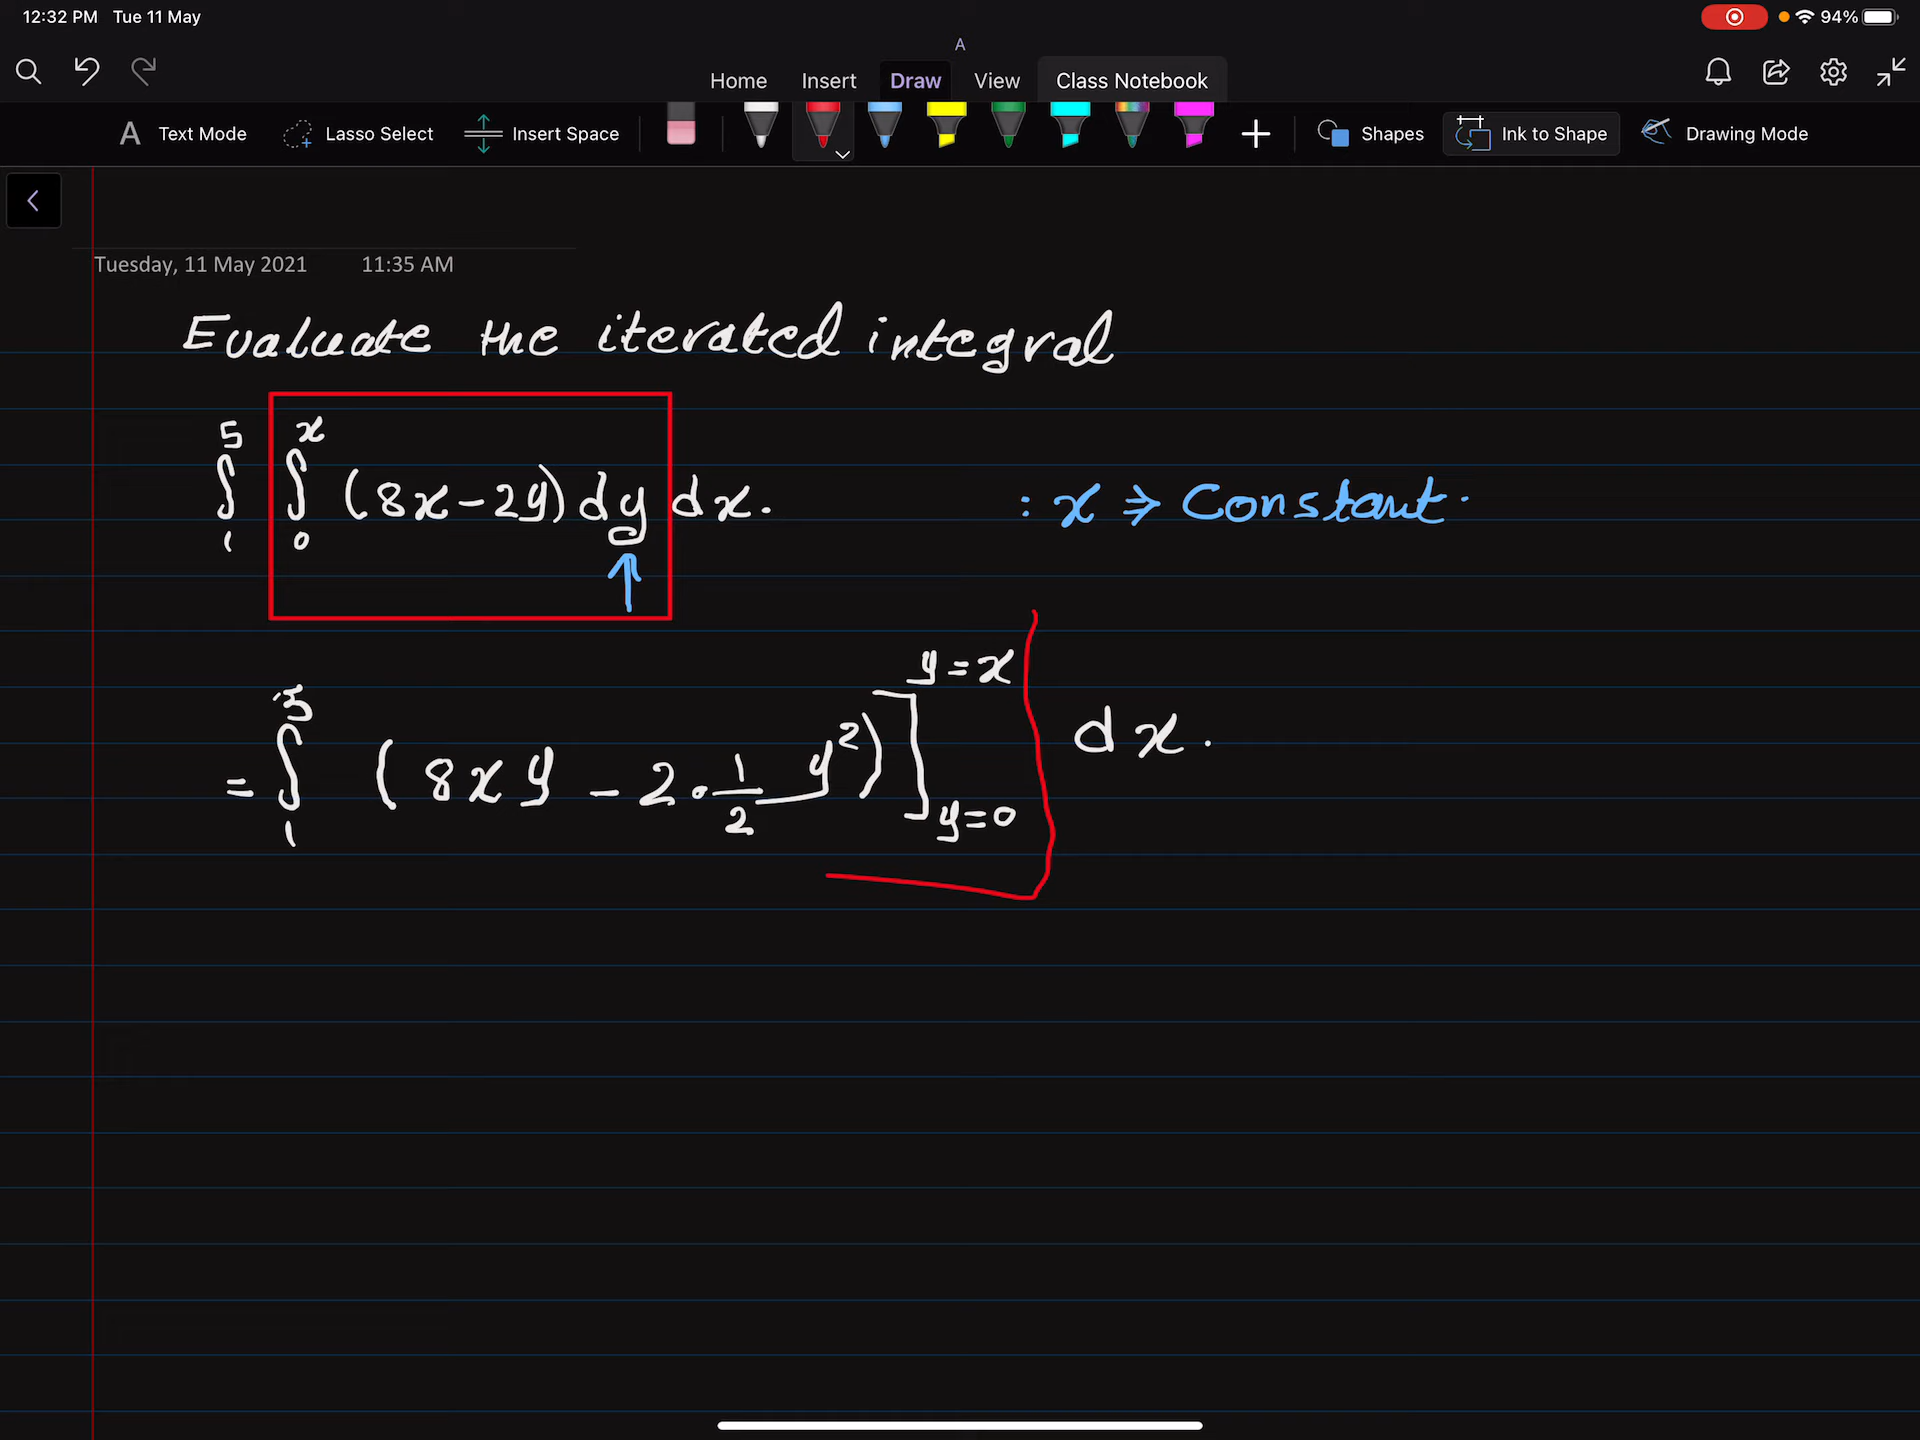 12:32 PM Tue 11 May 94%
A
Home Insert Draw View Class Notebook
A Text Mode Lasso Select Insert Space Shapes Ink to Shape Drawing Mode
Tuesday, 11 May 2021 11:35 AM
Evaluate the iterated integral
∫₁⁵ ∫₀ˣ (8x-2y) dy dx. : x ⇒ Constant.
= ∫₁⁵ (8xy - 2·1/2 y²)]_{y=0}^{y=x} dx.